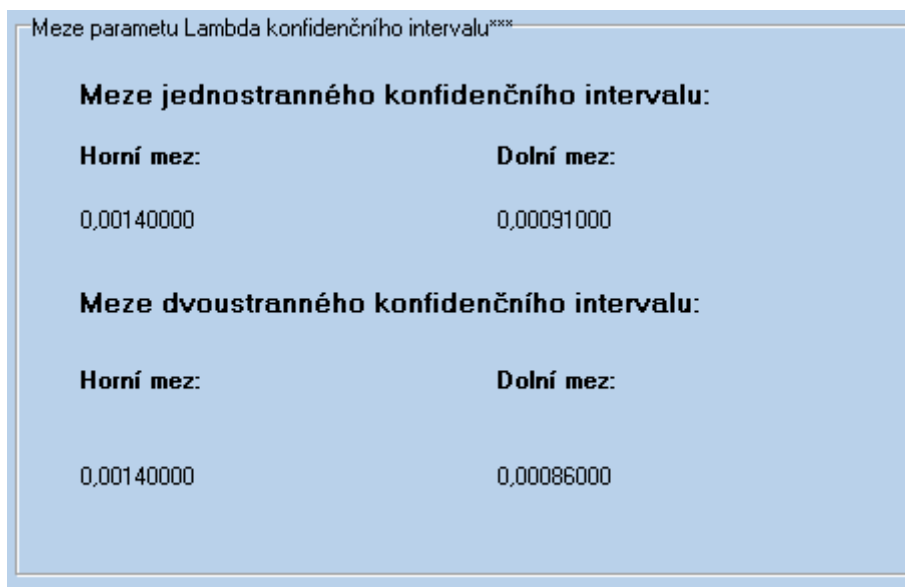 Meze parametu Lambda konfidenčního intervalu***
Meze jednostranného konfidenčního intervalu:
Horní mez: Dolní mez:
0,00140000 0,00091000
Meze dvoustranného konfidenčního intervalu:
Horní mez: Dolní mez:
0,00140000 0,00086000